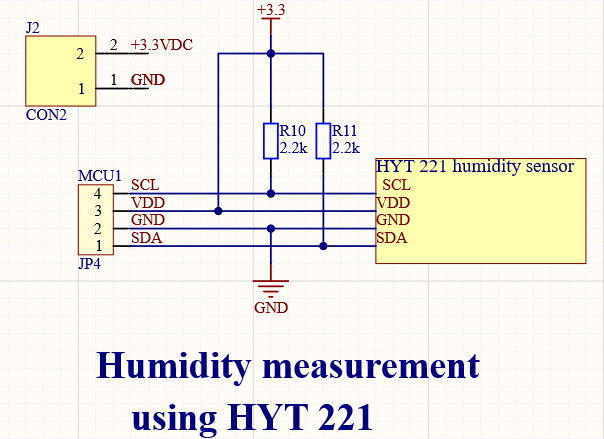 +3.3
J2
2 2 +3.3VDC
1 1 GND
CON2
R10 R11
2.2k 2.2k
HYT 221 humidity sensor
MCU1
4 SCL SCL
3 VDD VDD
2 GND GND
1 SDA SDA
JP4
GND
Humidity measurement
using HYT 221